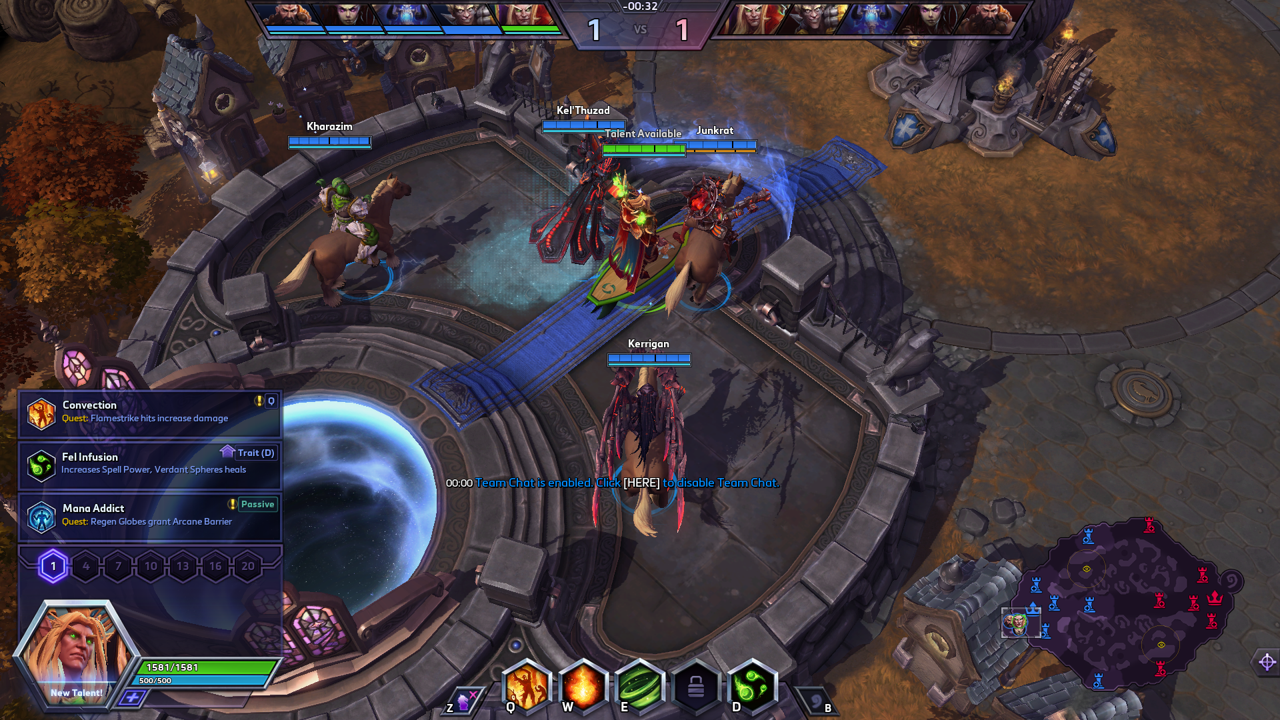 -00:32
1 VS 1
Kel'Thuzad
Kharazim
Talent Available
Junkrat
Kerrigan
Convection
Q
Quest: Flamestrike hits increase damage
Fel Infusion
Trait (D)
Increases Spell Power, Verdant Spheres heals
Mana Addict
Passive
Quest: Regen Globes grant Arcane Barrier
00:00 Team Chat is enabled. Click [HERE] to disable Team Chat.
1 4 7 10 13 16 20
1581/1581
500/500
New Talent!
Z Q W E D B